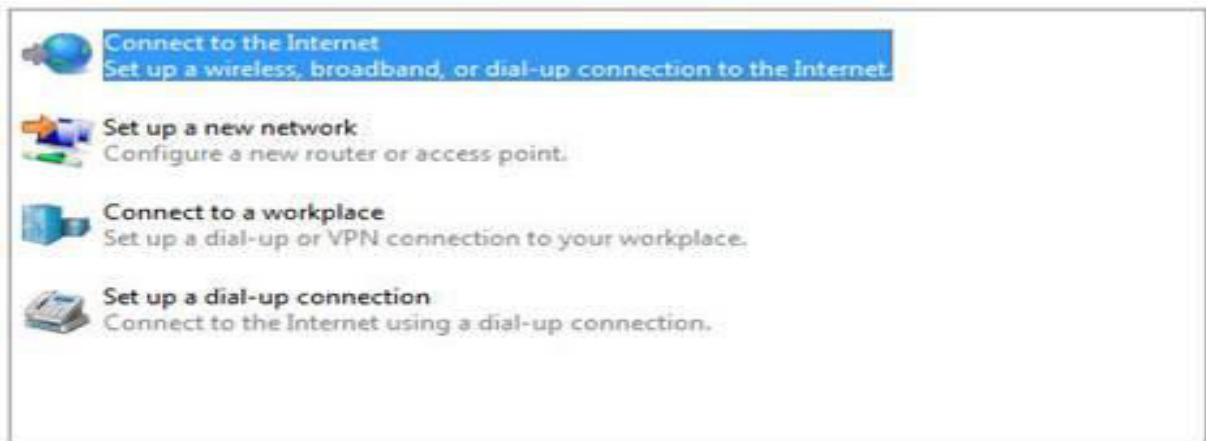 Connect to the Internet
Set up a wireless, broadband, or dial-up connection to the Internet.
Set up a new network
Configure a new router or access point.
Connect to a workplace
Set up a dial-up or VPN connection to your workplace.
Set up a dial-up connection
Connect to the Internet using a dial-up connection.